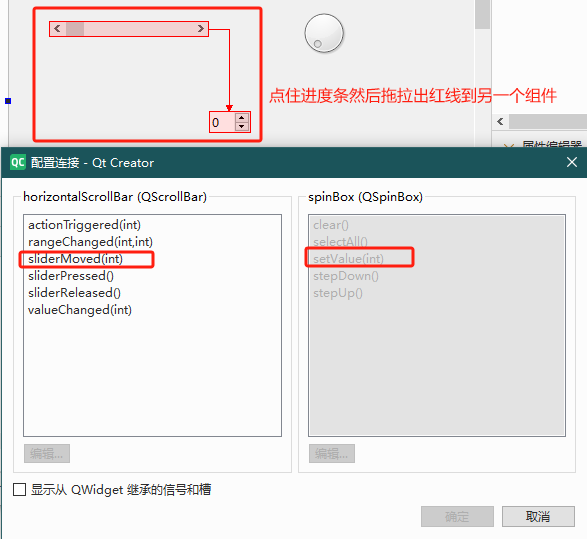 点住进度条然后拖拉出红线到另一个组件
0
属性编辑器
QC 配置连接 - Qt Creator
horizontalScrollBar (QScrollBar)
actionTriggered(int)
rangeChanged(int,int)
sliderMoved(int)
sliderPressed()
sliderReleased()
valueChanged(int)
编辑...
spinBox (QSpinBox)
clear()
selectAll()
setValue(int)
stepDown()
stepUp()
编辑...
显示从 QWidget 继承的信号和槽
确定
取消